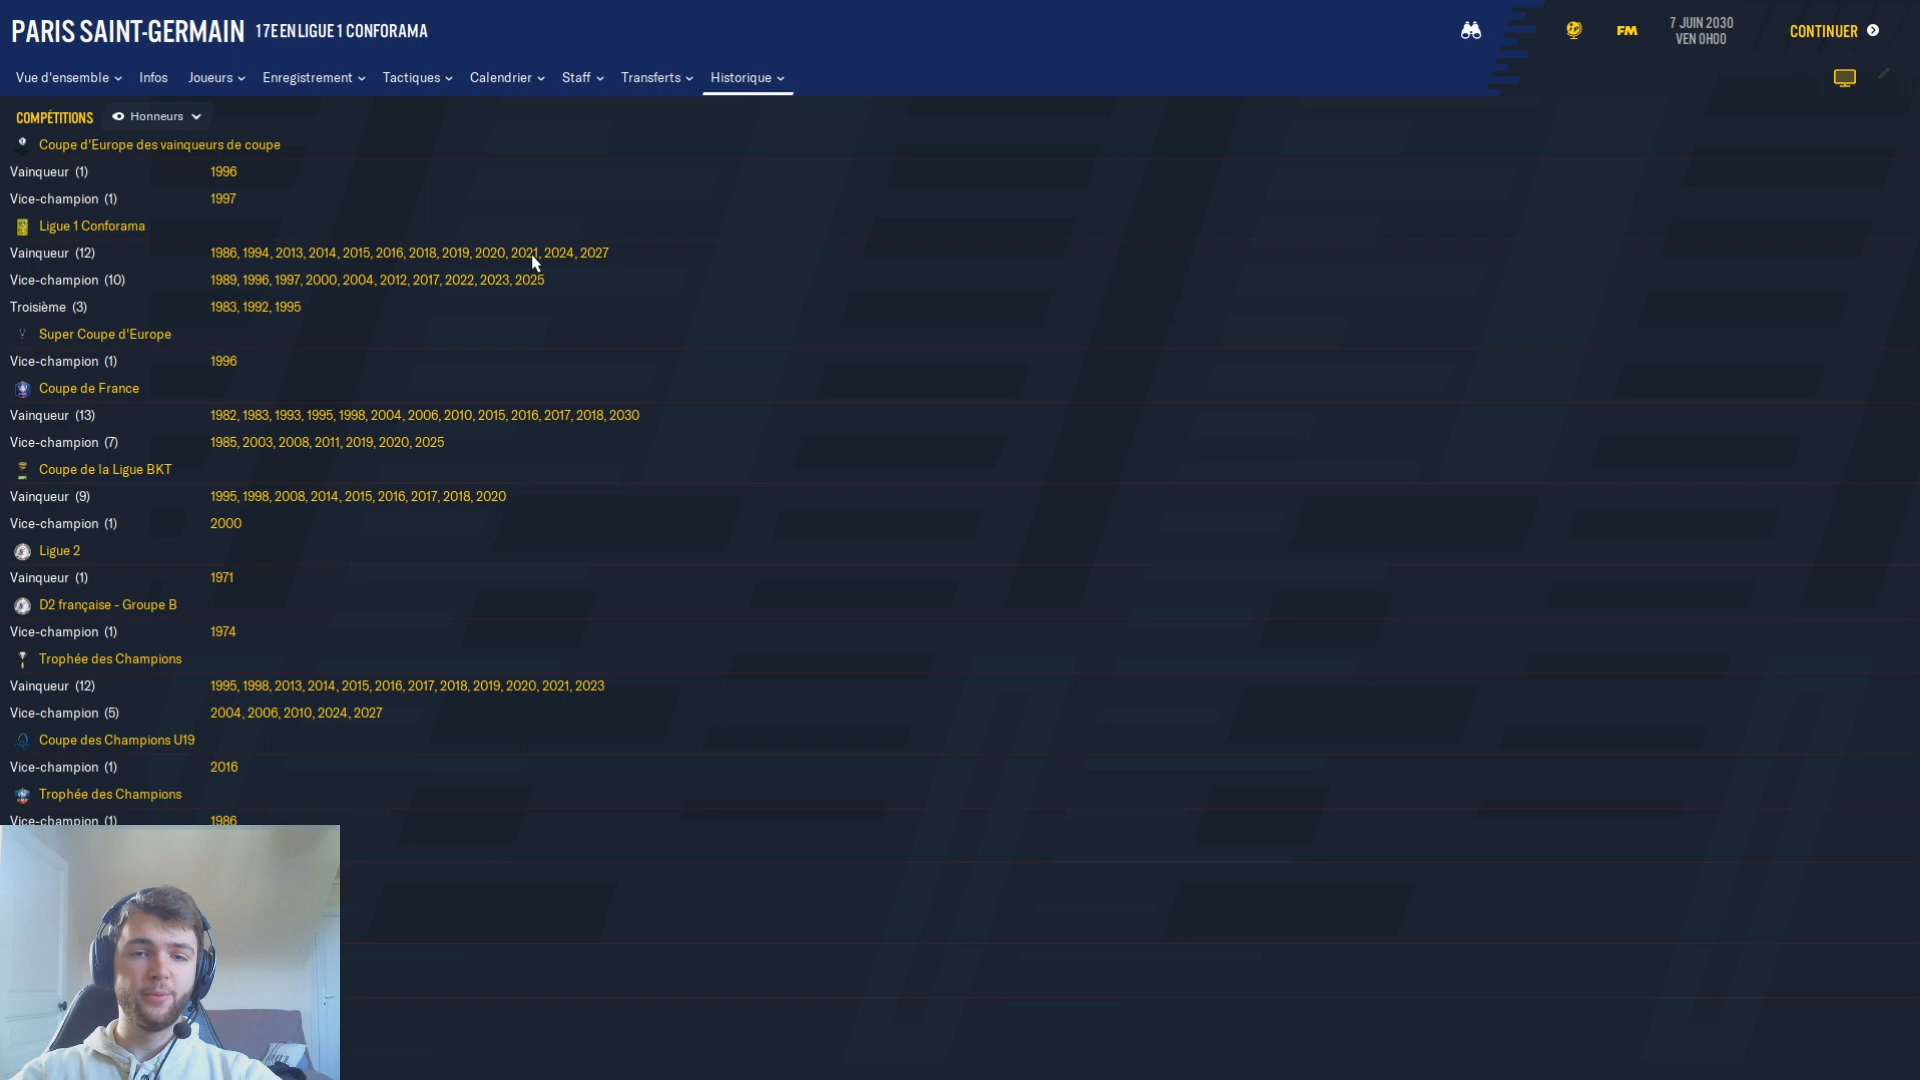 PARIS SAINT-GERMAIN 17E EN LIGUE 1 CONFORAMA
FM
7 JUIN 2030
VEN 0H00
CONTINUER
Vue d'ensemble Infos Joueurs Enregistrement Tactiques Calendrier Staff Transferts Historique
COMPÉTITIONS Honneurs
Coupe d'Europe des vainqueurs de coupe
Vainqueur (1) 1996
Vice-champion (1) 1997
Ligue 1 Conforama
Vainqueur (12) 1986, 1994, 2013, 2014, 2015, 2016, 2018, 2019, 2020, 2021, 2024, 2027
Vice-champion (10) 1989, 1996, 1997, 2000, 2004, 2012, 2017, 2022, 2023, 2025
Troisième (3) 1983, 1992, 1995
Super Coupe d'Europe
Vice-champion (1) 1996
Coupe de France
Vainqueur (13) 1982, 1983, 1993, 1995, 1998, 2004, 2006, 2010, 2015, 2016, 2017, 2018, 2030
Vice-champion (7) 1985, 2003, 2008, 2011, 2019, 2020, 2025
Coupe de la Ligue BKT
Vainqueur (9) 1995, 1998, 2008, 2014, 2015, 2016, 2017, 2018, 2020
Vice-champion (1) 2000
Ligue 2
Vainqueur (1) 1971
D2 française - Groupe B
Vice-champion (1) 1974
Trophée des Champions
Vainqueur (12) 1995, 1998, 2013, 2014, 2015, 2016, 2017, 2018, 2019, 2020, 2021, 2023
Vice-champion (5) 2004, 2006, 2010, 2024, 2027
Coupe des Champions U19
Vice-champion (1) 2016
Trophée des Champions
Vice-champion (1) 1986